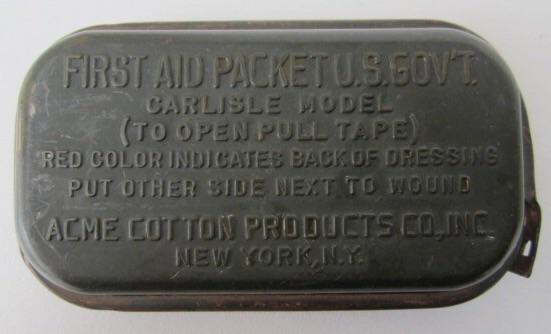 FIRST AID PACKET U.S. GOV'T.
CARLISLE MODEL
(TO OPEN PULL TAPE)
RED COLOR INDICATES BACK OF DRESSING
PUT OTHER SIDE NEXT TO WOUND
ACME COTTON PRODUCTS CO., INC.
NEW YORK, N.Y.